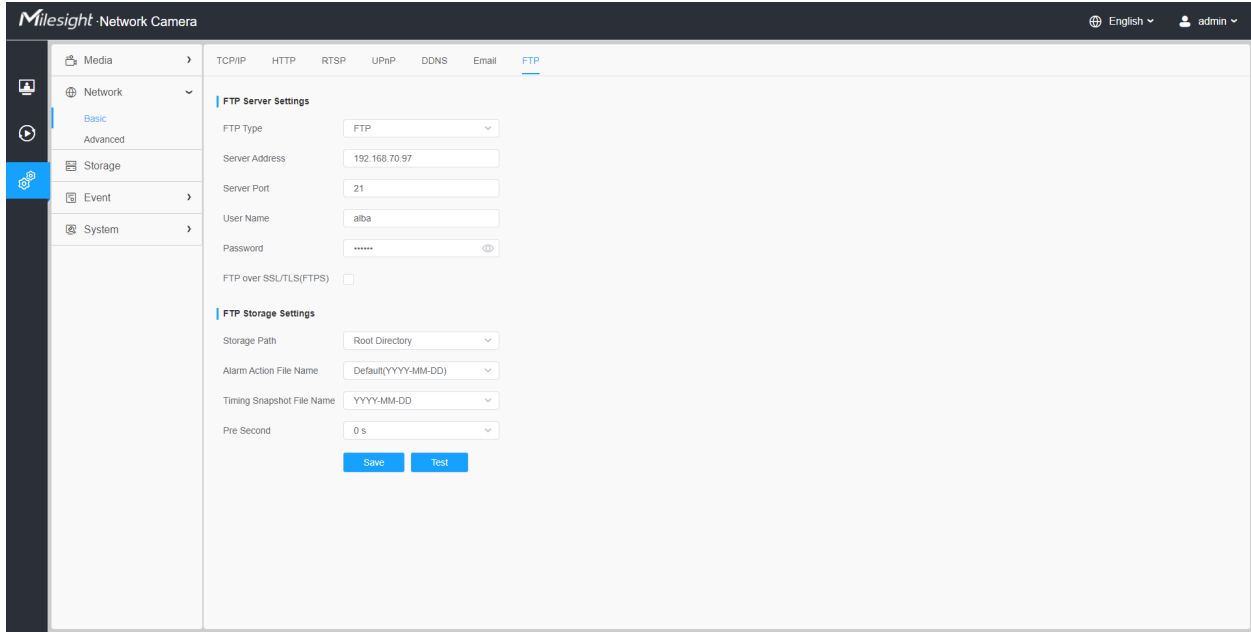 Milesight ·Network Camera
English
admin
Media
Network
Basic
Advanced
Storage
Event
System
TCP/IP HTTP RTSP UPnP DDNS Email FTP
FTP Server Settings
FTP Type FTP
Server Address 192.168.70.97
Server Port 21
User Name alba
Password ••••••
FTP over SSL/TLS(FTPS)
FTP Storage Settings
Storage Path Root Directory
Alarm Action File Name Default(YYYY-MM-DD)
Timing Snapshot File Name YYYY-MM-DD
Pre Second 0 s
Save Test